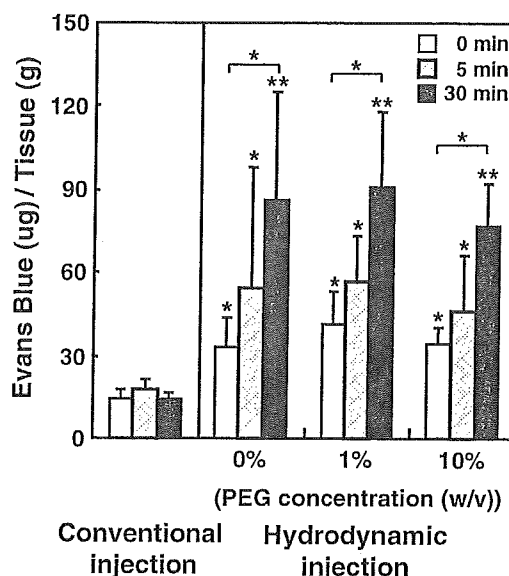 Evans Blue (ug) / Tissue (g)
150
120
90
60
30
0
0 min
5 min
30 min
*
**
*
*
*
**
*
*
*
**
*
*
0%
1%
10%
(PEG concentration (w/v))
Conventional
injection
Hydrodynamic
injection